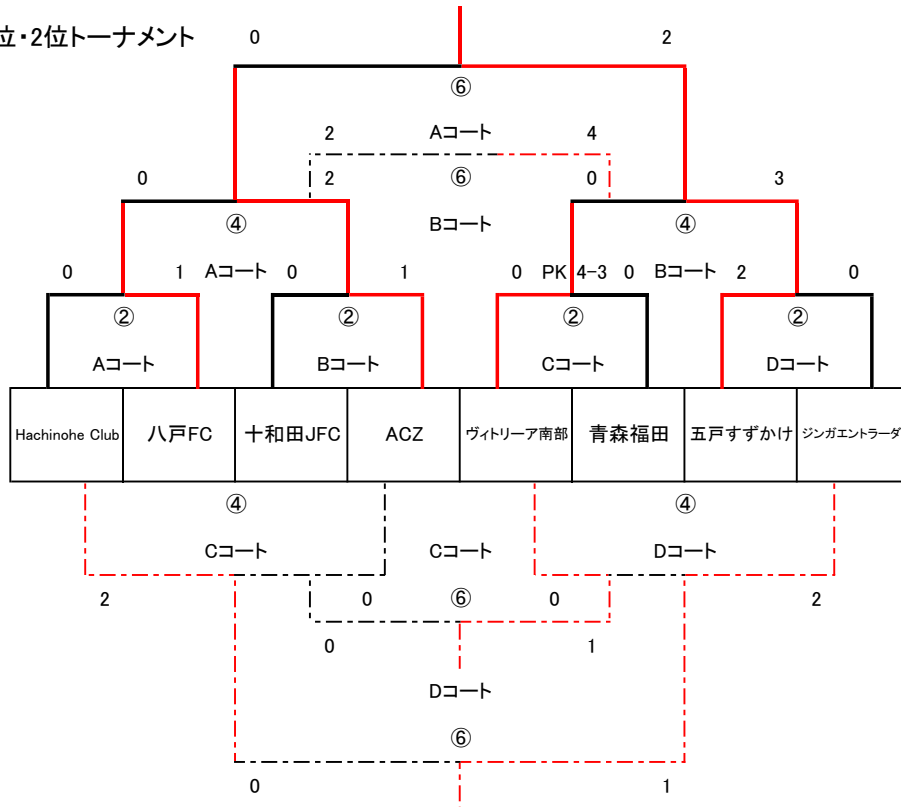 位・2位トーナメント 0 2
⑥
2 Aコート 4
0 2 ⑥ 0 3
④ Bコート ④
0 1 Aコート 0 1 0 PK 4-3 0 Bコート 2 0
② ② ② ②
Aコート Bコート Cコート Dコート
Hachinohe Club 八戸FC 十和田JFC ACZ ヴィトリーア南部 青森福田 五戸すずかけ ジンガエントラーダ
④ ④
Cコート Cコート Dコート
2 0 ⑥ 0 2
0 1
Dコート
⑥
0 1